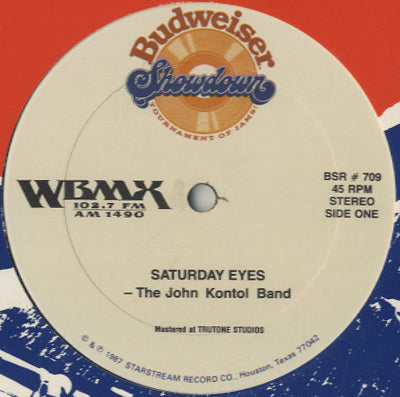 Budweiser
Showdown
TOURNAMENT OF JAMS
WBMX
102.7 FM
AM 1490
BSR # 709
45 RPM
STEREO
SIDE ONE
SATURDAY EYES
– The John Kontol Band
Mastered at TRUTONE STUDIOS
© & ℗ 1987 STARSTREAM RECORD CO., Houston, Texas 77042